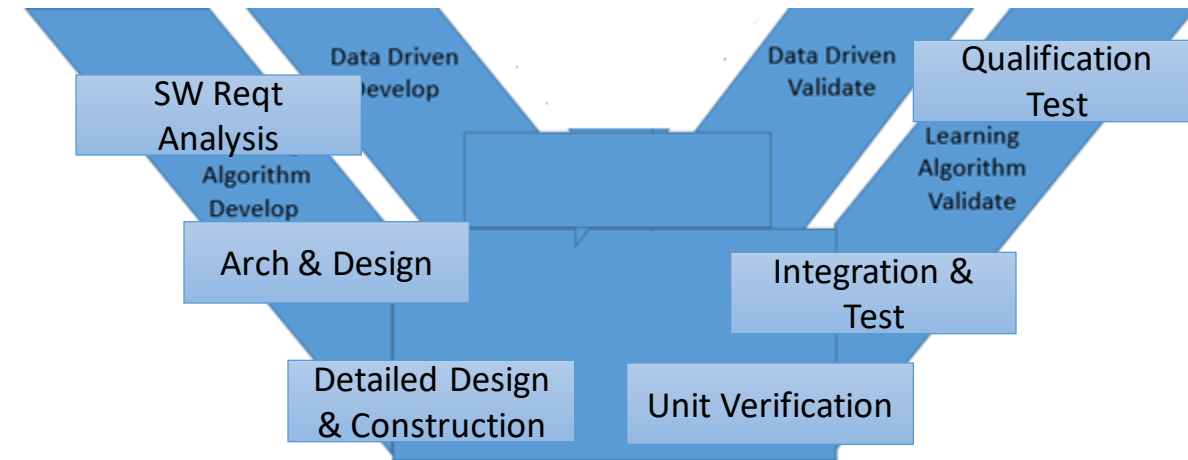 Data Driven
Develop
SW Reqt
Analysis
Algorithm
Develop
Arch & Design
Detailed Design
& Construction
Data Driven
Validate
Qualification
Test
Learning
Algorithm
Validate
Integration &
Test
Unit Verification